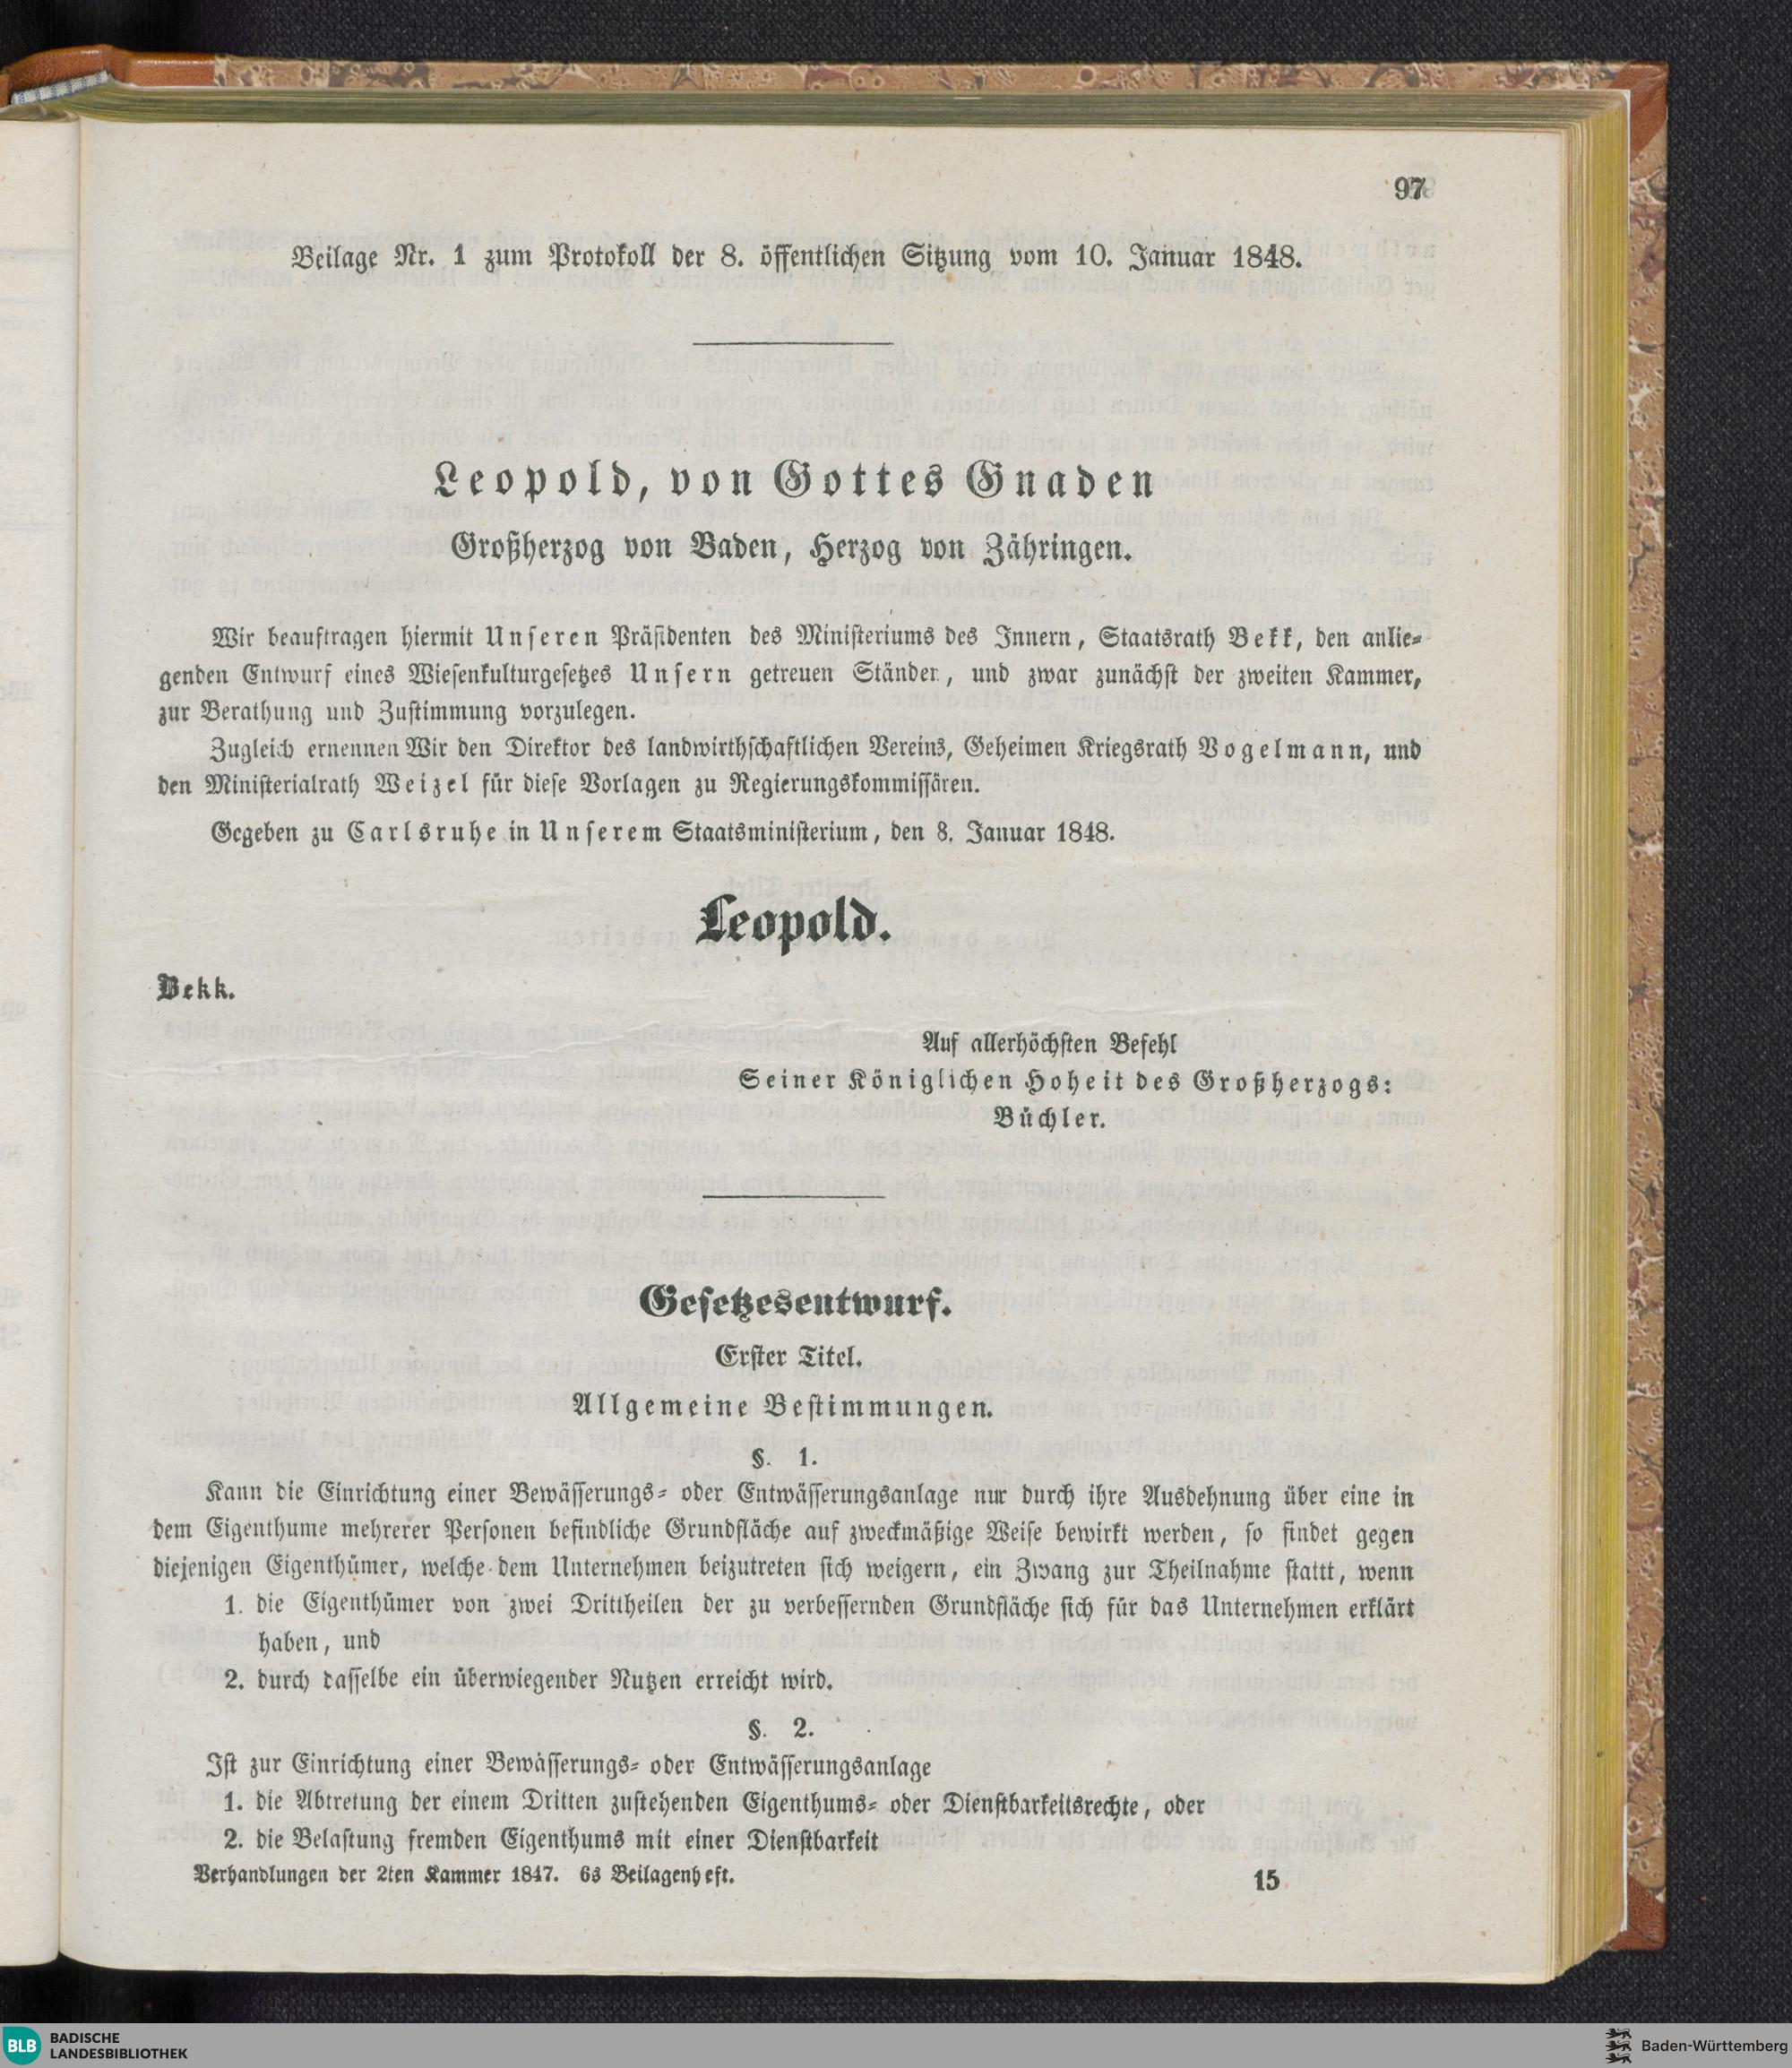 97
Beilage Nr. 1 zum Protokoll der 8. öffentlichen Sitzung vom 10. Januar 1848.
Leopold, von Gottes Gnaden
Großherzog von Baden, Herzog von Zähringen.
Wir beauftragen hiermit Unseren Präsidenten des Ministeriums des Innern, Staatsrath Bekk, den anlie-
genden Entwurf eines Wiesenkulturgesetzes Unsern getreuen Ständen, und zwar zunächst der zweiten Kammer,
zur Berathung und Zustimmung vorzulegen.
Zugleich ernennen Wir den Direktor des landwirthschaftlichen Vereins, Geheimen Kriegsrath Vogelmann, und
den Ministerialrath Weizel für diese Vorlagen zu Regierungskommissären.
Gegeben zu Carlsruhe in Unserem Staatsministerium, den 8. Januar 1848.
Leopold.
Bekk.
Auf allerhöchsten Befehl
Seiner Königlichen Hoheit des Großherzogs:
Büchler.
Gesetzesentwurf.
Erster Titel.
Allgemeine Bestimmungen.
§. 1.
Kann die Einrichtung einer Bewässerungs- oder Entwässerungsanlage nur durch ihre Ausdehnung über eine in
dem Eigenthume mehrerer Personen befindliche Grundfläche auf zweckmäßige Weise bewirkt werden, so findet gegen
diejenigen Eigenthümer, welche dem Unternehmen beizutreten sich weigern, ein Zwang zur Theilnahme stattt, wenn
1. die Eigenthümer von zwei Drittheilen der zu verbessernden Grundfläche sich für das Unternehmen erklärt
haben, und
2. durch dasselbe ein überwiegender Nutzen erreicht wird.
§. 2.
Ist zur Einrichtung einer Bewässerungs- oder Entwässerungsanlage
1. die Abtretung der einem Dritten zustehenden Eigenthums- oder Dienstbarkeitsrechte, oder
2. die Belastung fremden Eigenthums mit einer Dienstbarkeit
Verhandlungen der 2ten Kammer 1847. 6s Beilagenheft.
15
BLB BADISCHE
LANDESBIBLIOTHEK
Baden-Württemberg